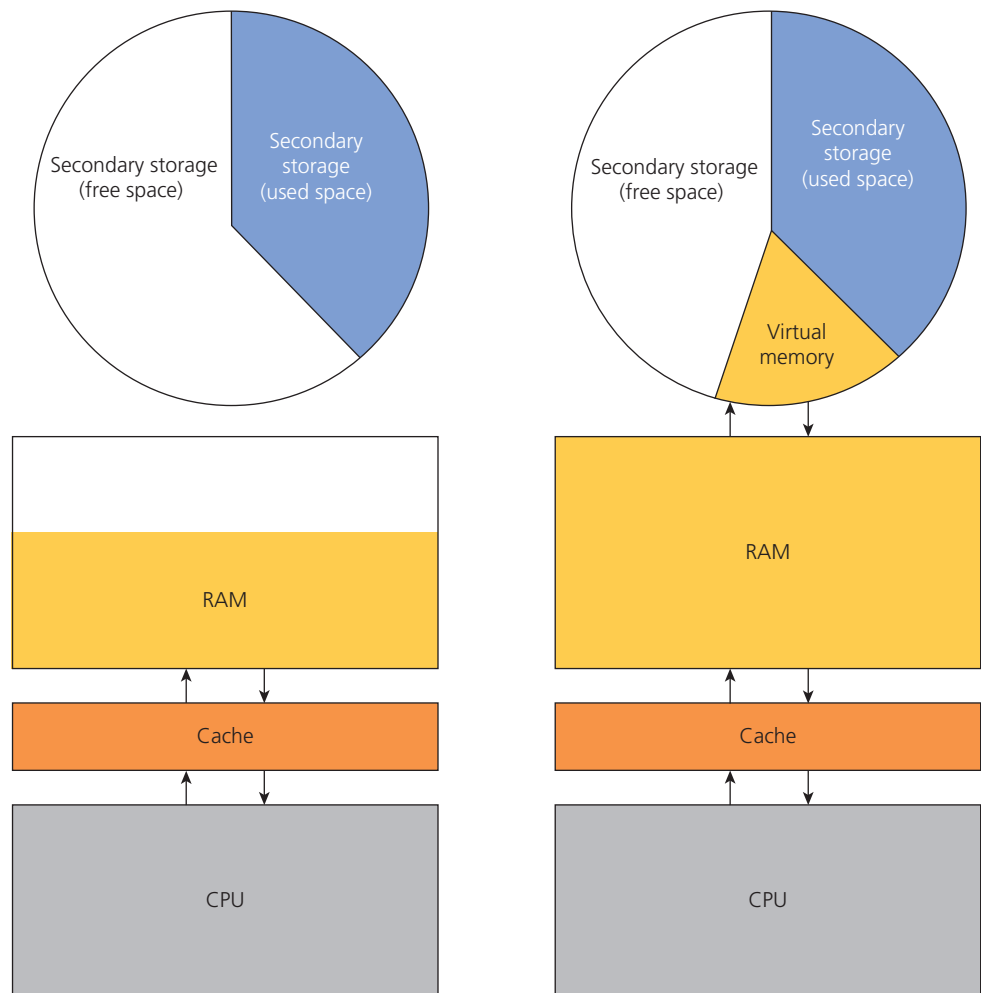 Secondary storage
(free space)
Secondary
storage
(used space)
RAM
Cache
CPU
Secondary storage
(free space)
Secondary
storage
(used space)
Virtual
memory
RAM
Cache
CPU